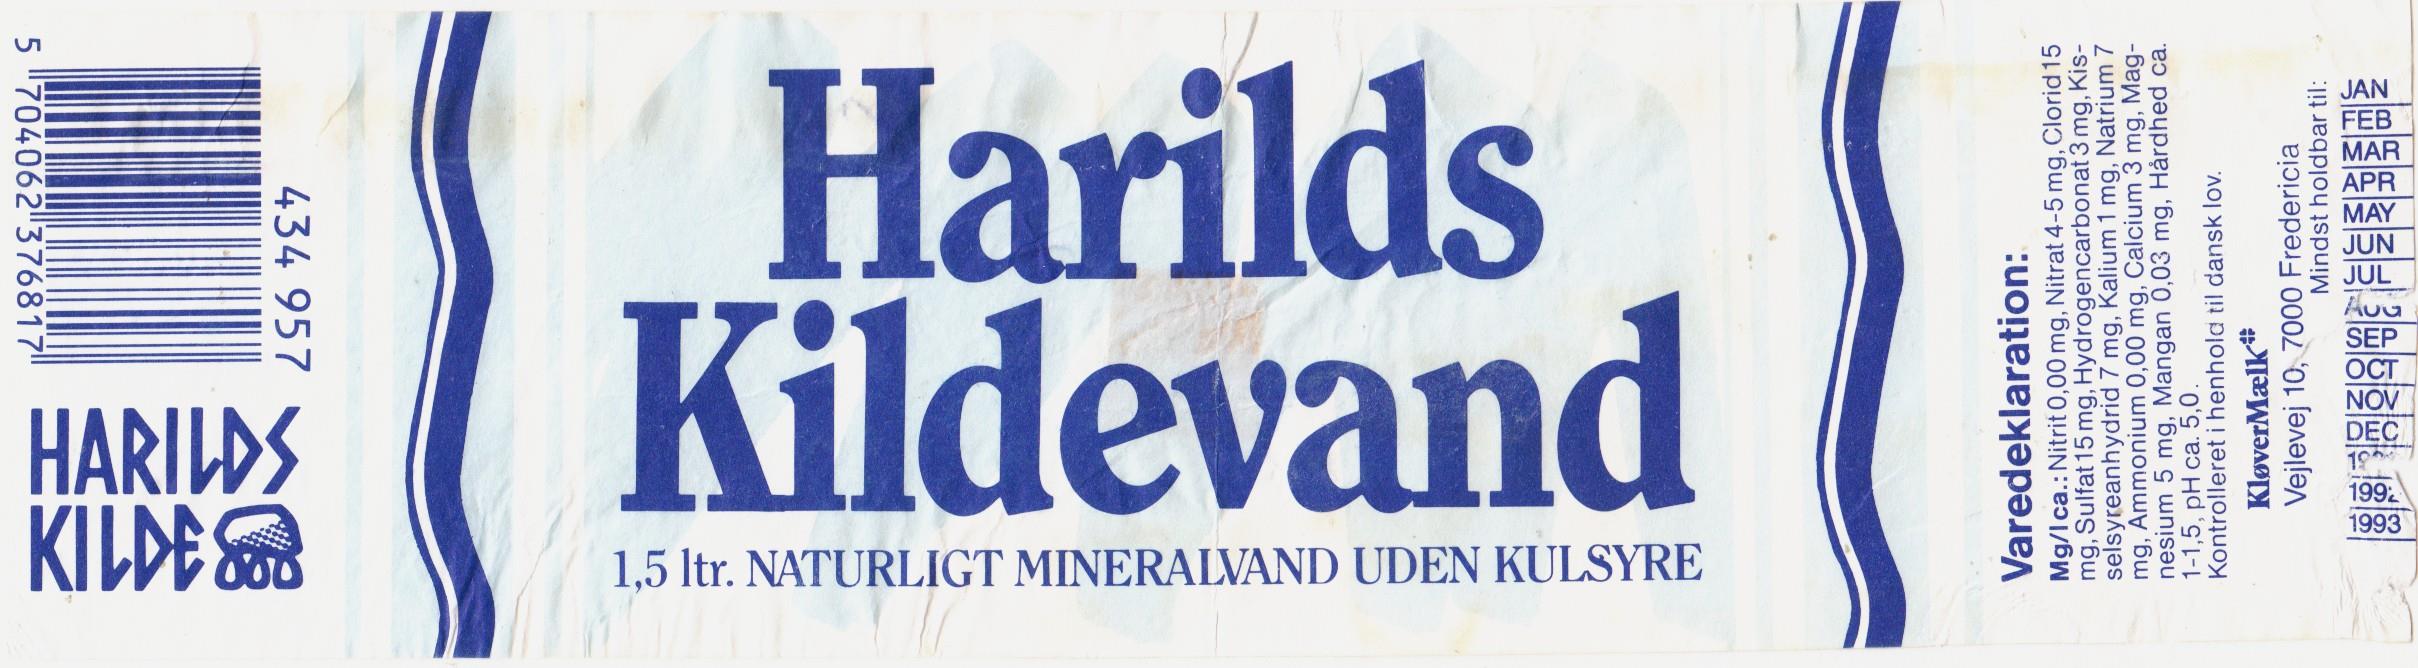 5 704062 376817
434 957
HARILDS
KILDE
Harilds
Kildevand
1,5 ltr. NATURLIGT MINERALVAND UDEN KULSYRE
Varedeklaration:
Mg/l ca.: Nitrit 0,00 mg, Nitrat 4-5 mg, Clorid 15
mg, Sulfat 15 mg, Hydrogencarbonat 3 mg, Kis-
selsyreanhydrid 7 mg, Kalium 1 mg, Natrium 7
mg, Ammonium 0,00 mg, Calcium 3 mg, Mag-
nesium 5 mg, Mangan 0,03 mg, Hårdhed ca.
1-1,5, pH ca. 5,0.
Kontrolleret i henhold til dansk lov.
KløverMælk
Vejlevej 10, 7000 Fredericia
Mindst holdbar til:
JAN
FEB
MAR
APR
MAY
JUN
JUL
AUG
SEP
OCT
NOV
DEC
1992
1993